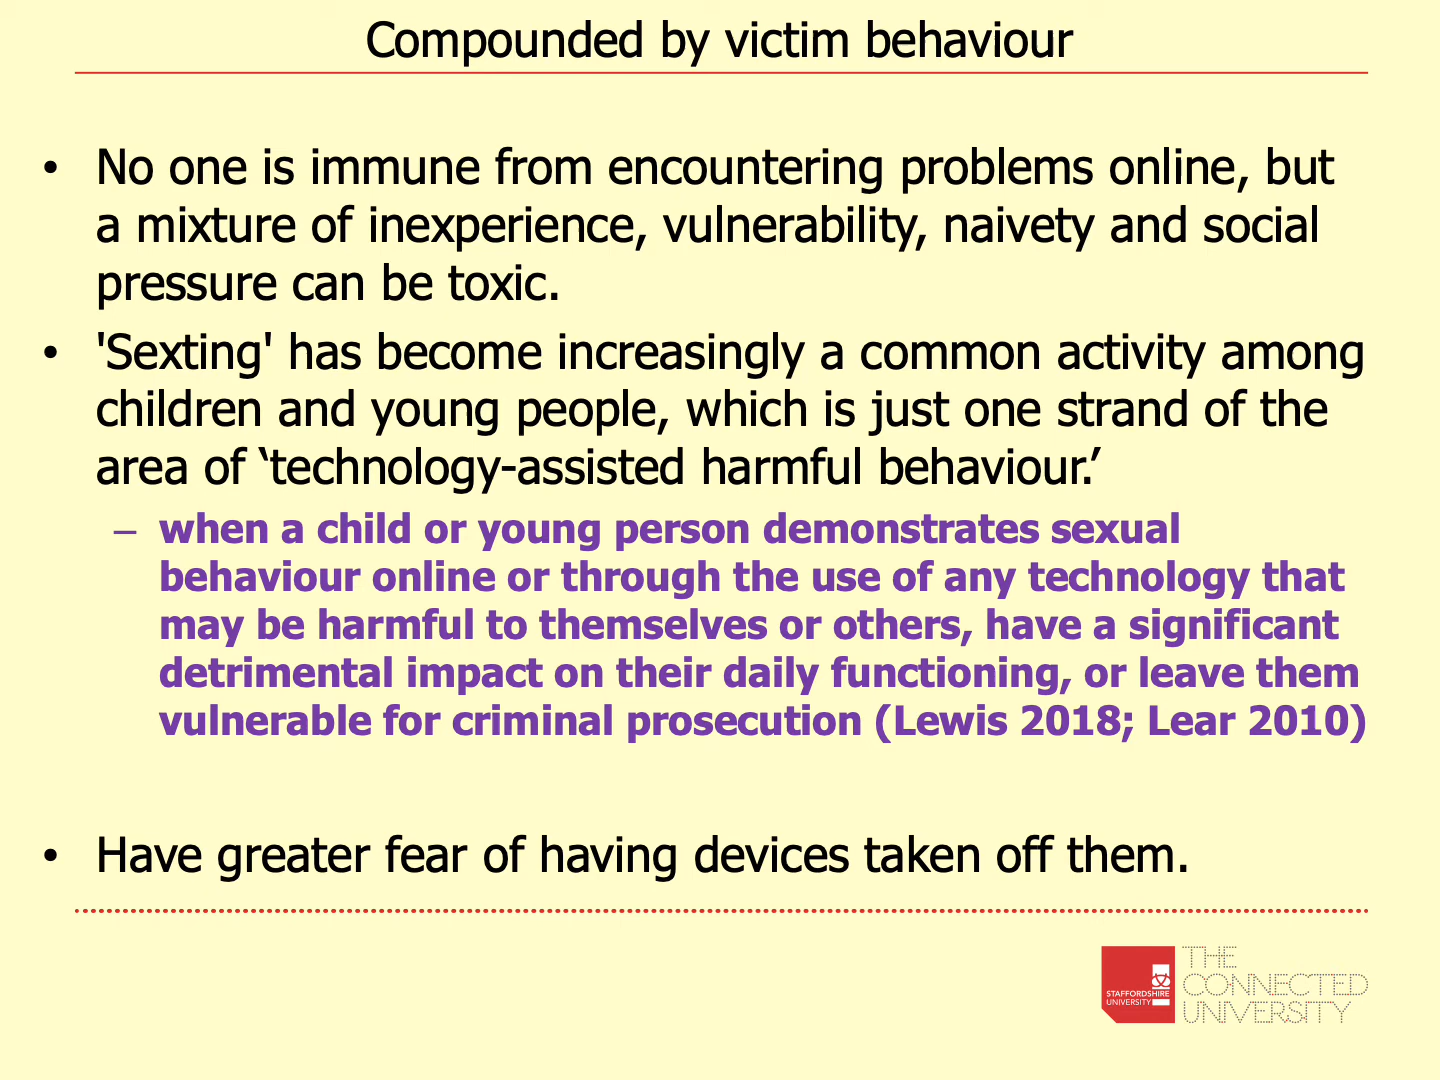 Compounded by victim behaviour
• No one is immune from encountering problems online, but
a mixture of inexperience, vulnerability, naivety and social
pressure can be toxic.
• 'Sexting' has become increasingly a common activity among
children and young people, which is just one strand of the
area of ‘technology-assisted harmful behaviour.’
– when a child or young person demonstrates sexual
behaviour online or through the use of any technology that
may be harmful to themselves or others, have a significant
detrimental impact on their daily functioning, or leave them
vulnerable for criminal prosecution (Lewis 2018; Lear 2010)
• Have greater fear of having devices taken off them.
STAFFORDSHIRE
UNIVERSITY
THE
CONNECTED
UNIVERSITY